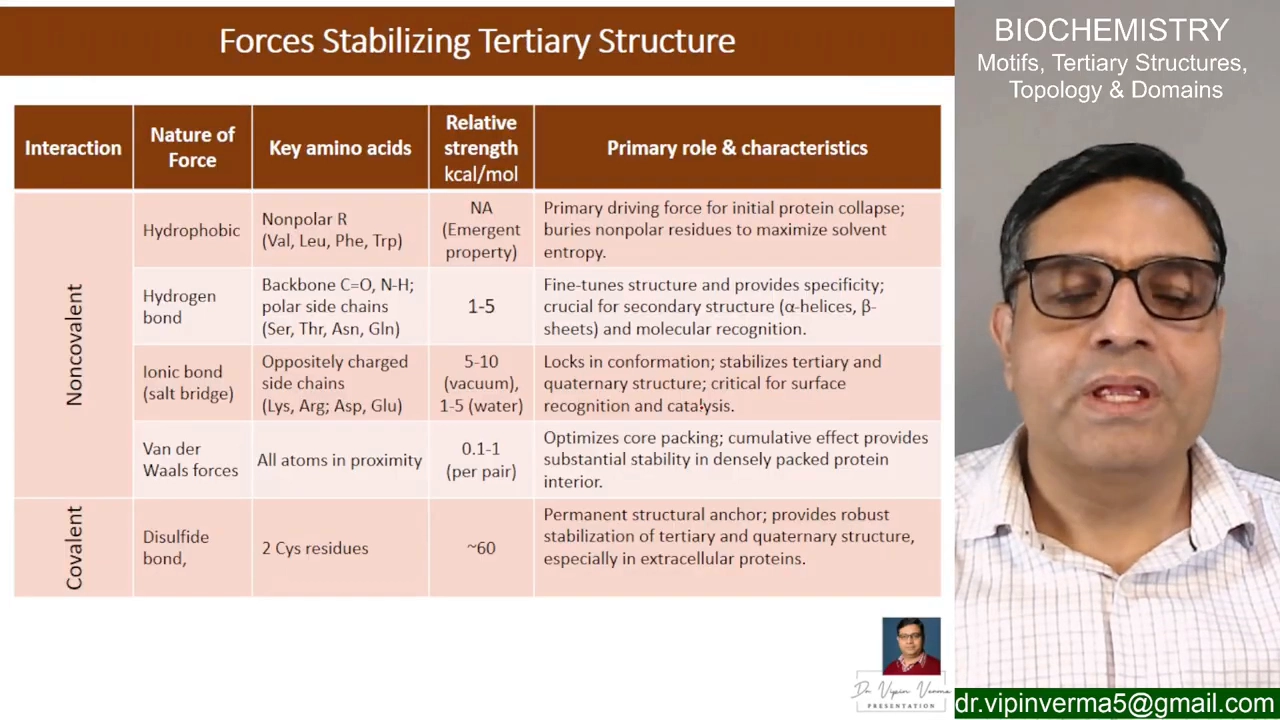 Forces Stabilizing Tertiary Structure
BIOCHEMISTRY
Motifs, Tertiary Structures,
Topology & Domains
Interaction
Nature of
Force
Key amino acids
Relative
strength
kcal/mol
Primary role & characteristics
Noncovalent
Hydrophobic
Nonpolar R
(Val, Leu, Phe, Trp)
NA
(Emergent
property)
Primary driving force for initial protein collapse;
buries nonpolar residues to maximize solvent
entropy.
Hydrogen
bond
Backbone C=O, N-H;
polar side chains
(Ser, Thr, Asn, Gln)
1-5
Fine-tunes structure and provides specificity;
crucial for secondary structure (α-helices, β-
sheets) and molecular recognition.
Ionic bond
(salt bridge)
Oppositely charged
side chains
(Lys, Arg; Asp, Glu)
5-10
(vacuum),
1-5 (water)
Locks in conformation; stabilizes tertiary and
quaternary structure; critical for surface
recognition and catalysis.
Van der
Waals forces
All atoms in proximity
0.1-1
(per pair)
Optimizes core packing; cumulative effect provides
substantial stability in densely packed protein
interior.
Covalent
Disulfide
bond,
2 Cys residues
~60
Permanent structural anchor; provides robust
stabilization of tertiary and quaternary structure,
especially in extracellular proteins.
Dr. Vipin Verma
PRESENTATION
dr.vipinverma5@gmail.com